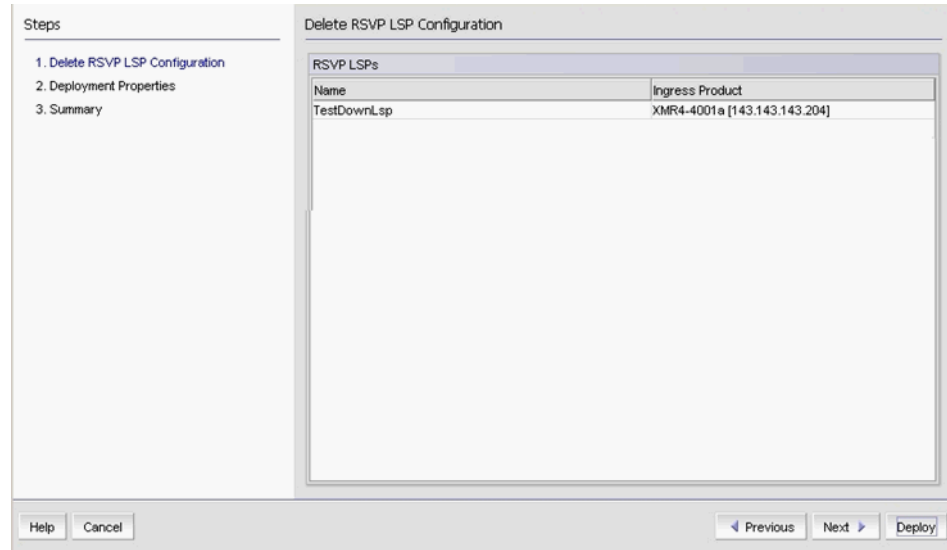 Steps
1. Delete RSVP LSP Configuration
2. Deployment Properties
3. Summary
Delete RSVP LSP Configuration
RSVP LSPs
Name Ingress Product
TestDownLsp XMR4-4001a [143.143.143.204]
Help Cancel Previous Next Deploy